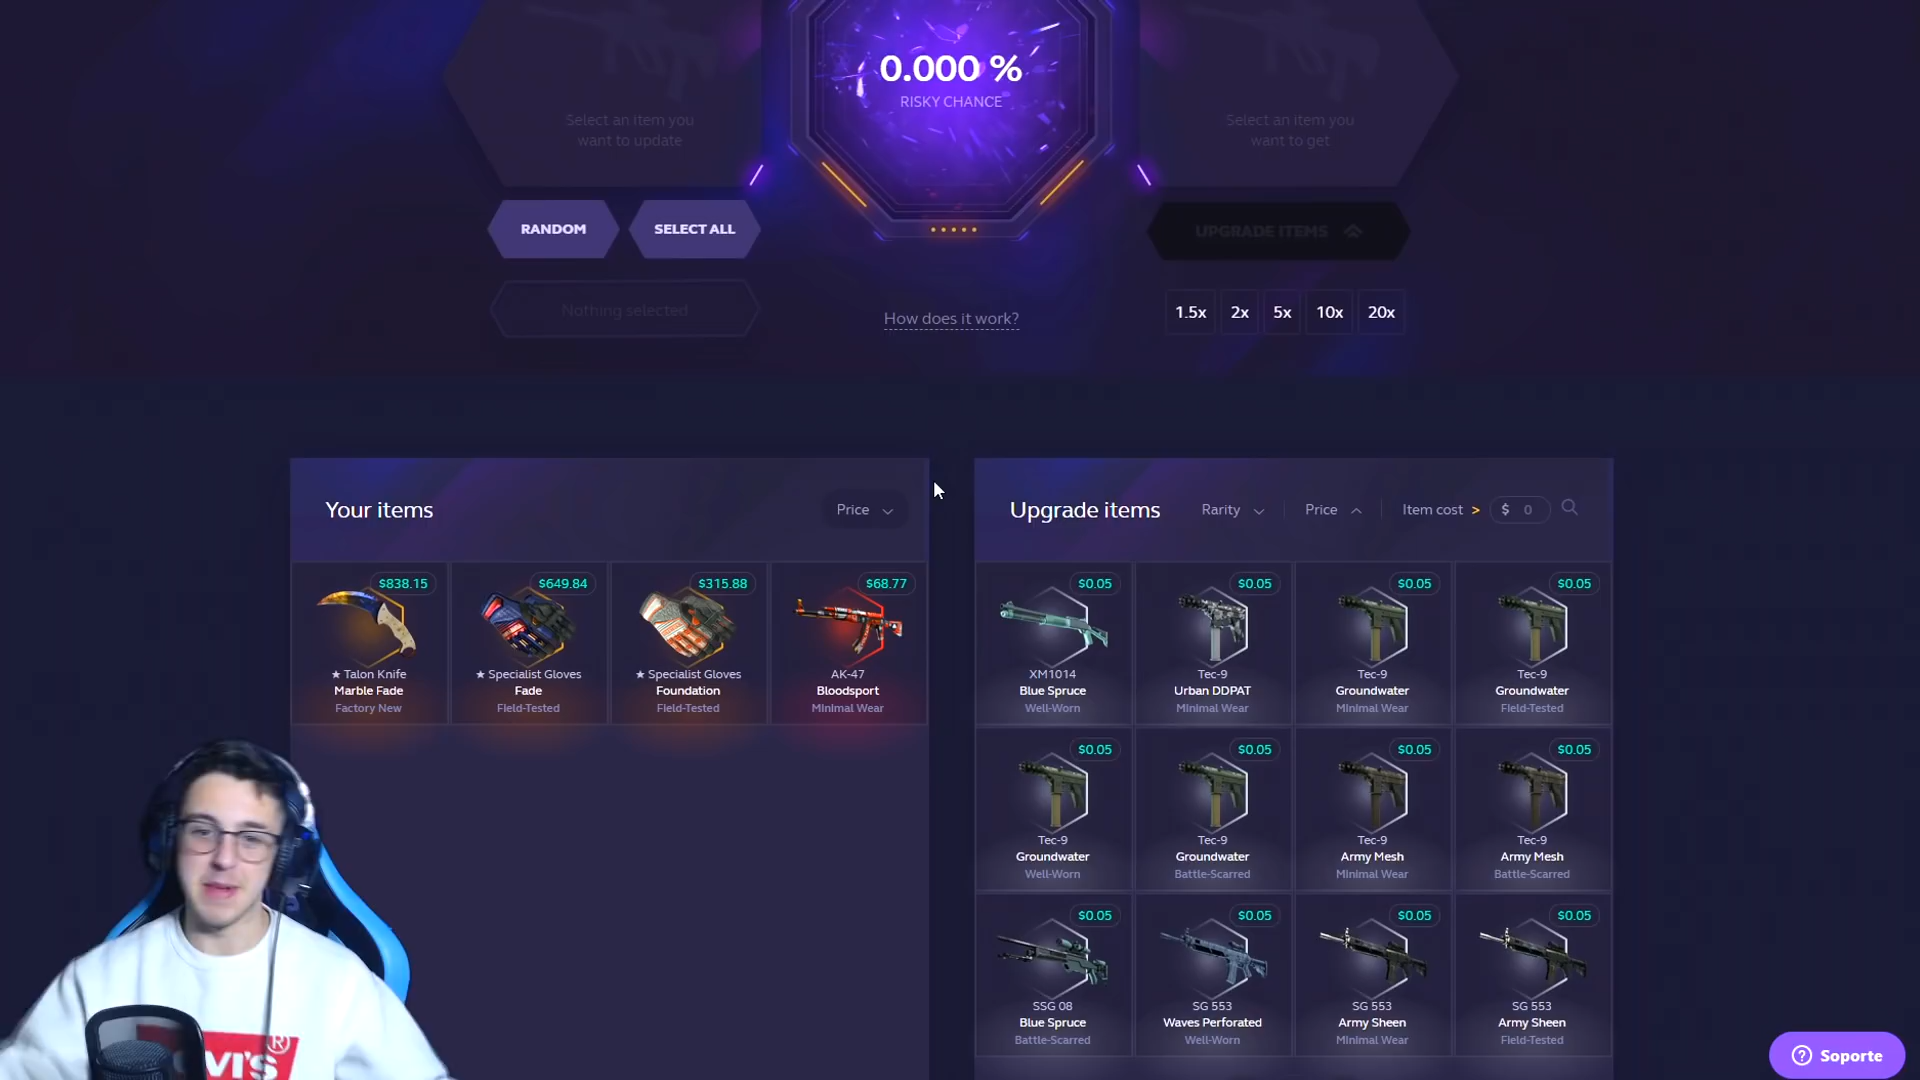 0.000 %
RISKY CHANCE
Select an item you
want to update
Select an item you
want to get
RANDOM
SELECT ALL
UPGRADE ITEMS
Nothing selected
How does it work?
1.5x
2x
5x
10x
20x
Your items
Price
Upgrade items
Rarity
Price
Item cost >
$ 0
$838.15
★ Talon Knife
Marble Fade
Factory New
$649.84
★ Specialist Gloves
Fade
Field-Tested
$315.88
★ Specialist Gloves
Foundation
Field-Tested
$68.77
AK-47
Bloodsport
Minimal Wear
$0.05
XM1014
Blue Spruce
Well-Worn
$0.05
Tec-9
Urban DDPAT
Minimal Wear
$0.05
Tec-9
Groundwater
Minimal Wear
$0.05
Tec-9
Groundwater
Field-Tested
$0.05
Tec-9
Groundwater
Well-Worn
$0.05
Tec-9
Groundwater
Battle-Scarred
$0.05
Tec-9
Army Mesh
Minimal Wear
$0.05
Tec-9
Army Mesh
Battle-Scarred
$0.05
SSG 08
Blue Spruce
Battle-Scarred
$0.05
SG 553
Waves Perforated
Well-Worn
$0.05
SG 553
Army Sheen
Minimal Wear
$0.05
SG 553
Army Sheen
Field-Tested
? Soporte